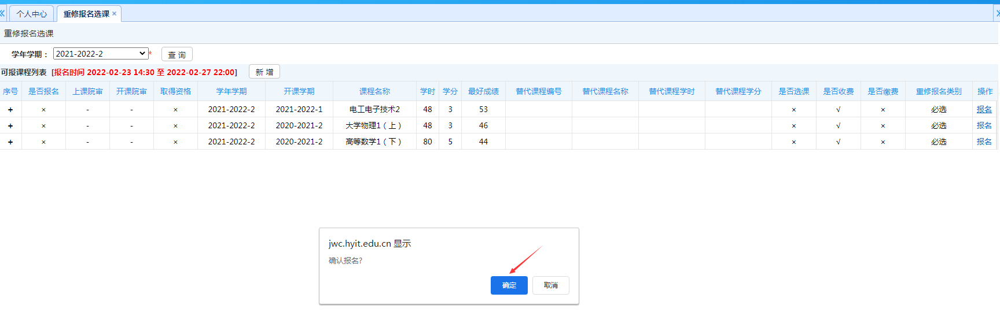 个人中心 重修报名选课 ×
重修报名选课
学年学期： 2021-2022-2 * 查 询
可报课程列表 [报名时间 2022-02-23 14:30 至 2022-02-27 22:00] 新 增
序号 是否报名 上课院审 开课院审 取得资格 学年学期 开课学期 课程名称 学时 学分 最好成绩 替代课程编号 替代课程名称 替代课程学时 替代课程学分 是否选课 是否收费 是否缴费 重修报名类别 操作
+ × - - × 2021-2022-2 2021-2022-1 电工电子技术2 48 3 53 × √ × 必选 报名
+ × - - × 2021-2022-2 2020-2021-2 大学物理1（上） 48 3 46 × √ × 必选 报名
+ × - - × 2021-2022-2 2020-2021-2 高等数学1（下） 80 5 44 × √ × 必选 报名
jwc.hyit.edu.cn 显示
确认报名?
确定 取消